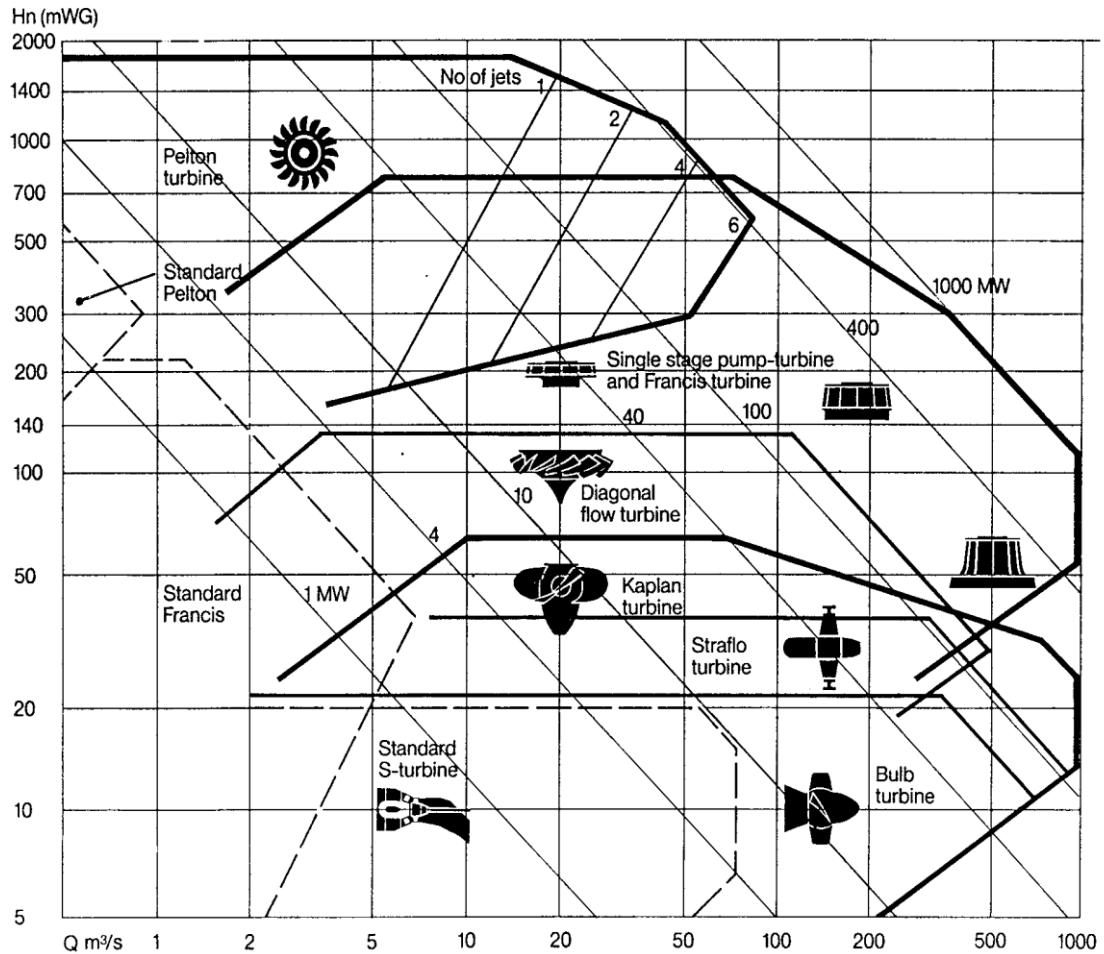 Hn (mWG)
2000
1400
1000
700
500
300
200
140
100
50
20
10
5
No of jets
1
2
4
6
Pelton
turbine
Standard
Pelton
1000 MW
400
Single stage pump-turbine
and Francis turbine
40
100
10
Diagonal
flow turbine
4
1 MW
Standard
Francis
Kaplan
turbine
Straflo
turbine
Standard
S-turbine
Bulb
turbine
Q m³/s
1
2
5
10
20
50
100
200
500
1000